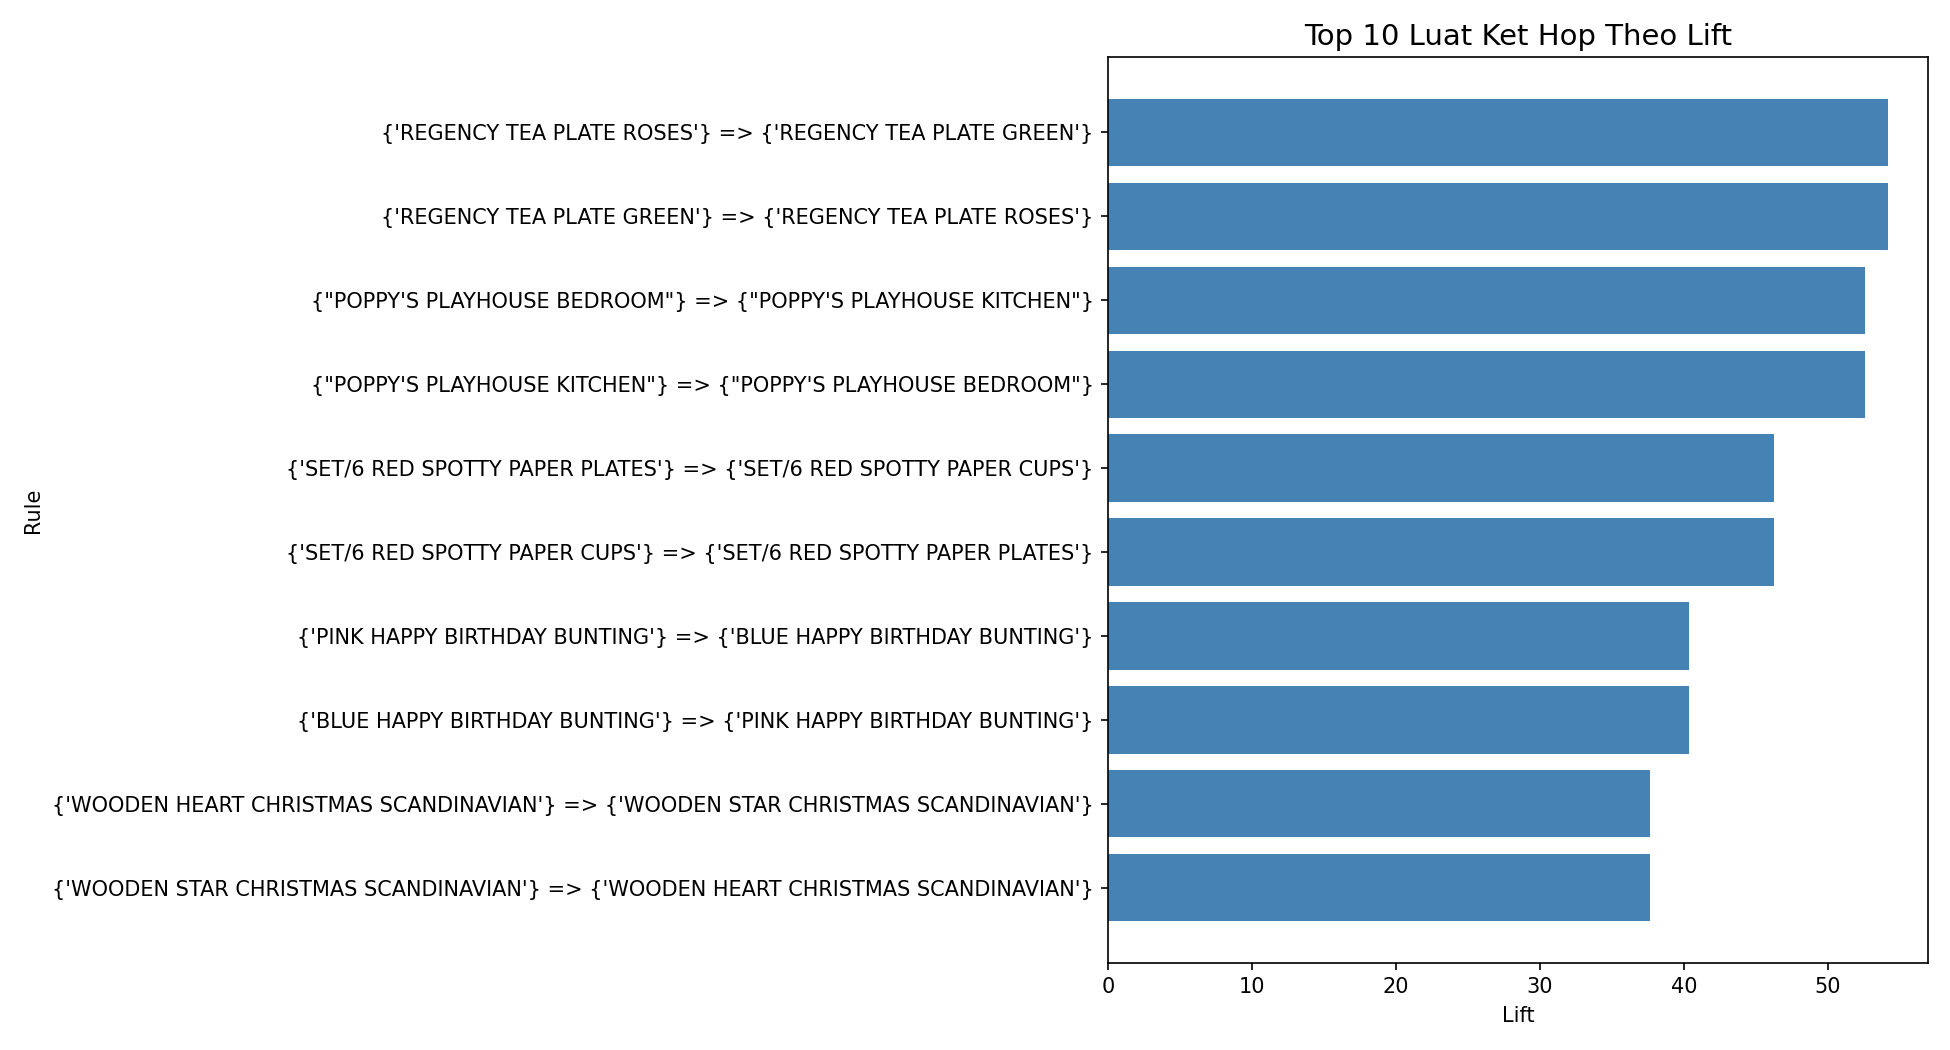 Top 10 Luat Ket Hop Theo Lift
{'REGENCY TEA PLATE ROSES'} => {'REGENCY TEA PLATE GREEN'}
{'REGENCY TEA PLATE GREEN'} => {'REGENCY TEA PLATE ROSES'}
{"POPPY'S PLAYHOUSE BEDROOM"} => {"POPPY'S PLAYHOUSE KITCHEN"}
{"POPPY'S PLAYHOUSE KITCHEN"} => {"POPPY'S PLAYHOUSE BEDROOM"}
{'SET/6 RED SPOTTY PAPER PLATES'} => {'SET/6 RED SPOTTY PAPER CUPS'}
{'SET/6 RED SPOTTY PAPER CUPS'} => {'SET/6 RED SPOTTY PAPER PLATES'}
{'PINK HAPPY BIRTHDAY BUNTING'} => {'BLUE HAPPY BIRTHDAY BUNTING'}
{'BLUE HAPPY BIRTHDAY BUNTING'} => {'PINK HAPPY BIRTHDAY BUNTING'}
{'WOODEN HEART CHRISTMAS SCANDINAVIAN'} => {'WOODEN STAR CHRISTMAS SCANDINAVIAN'}
{'WOODEN STAR CHRISTMAS SCANDINAVIAN'} => {'WOODEN HEART CHRISTMAS SCANDINAVIAN'}
Rule
0 10 20 30 40 50
Lift